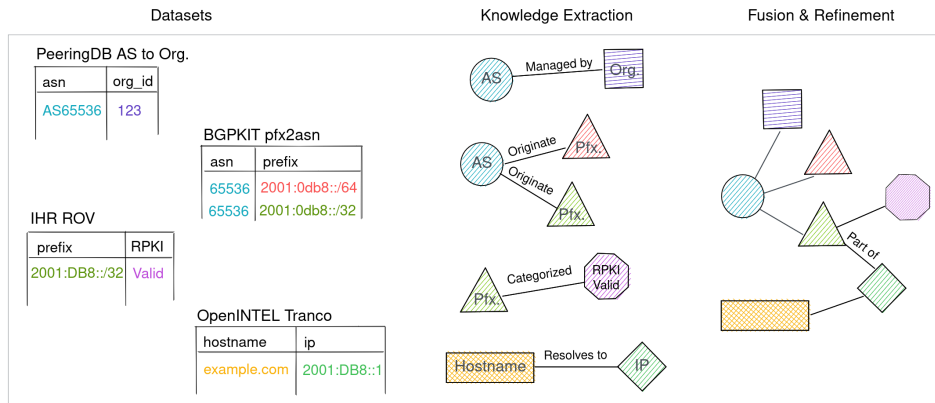 Datasets
Knowledge Extraction
Fusion & Refinement
PeeringDB AS to Org.
asn org_id
AS65536 123
BGPKIT pfx2asn
asn prefix
65536 2001:0db8::/64
65536 2001:0db8::/32
IHR ROV
prefix RPKI
2001:DB8::/32 Valid
OpenINTEL Tranco
hostname ip
example.com 2001:DB8::1
AS Managed by Org.
Originate Pfx.
AS
Originate
Pfx.
Categorized RPKI
Valid
Pfx.
Resolves to
Hostname IP
Part of